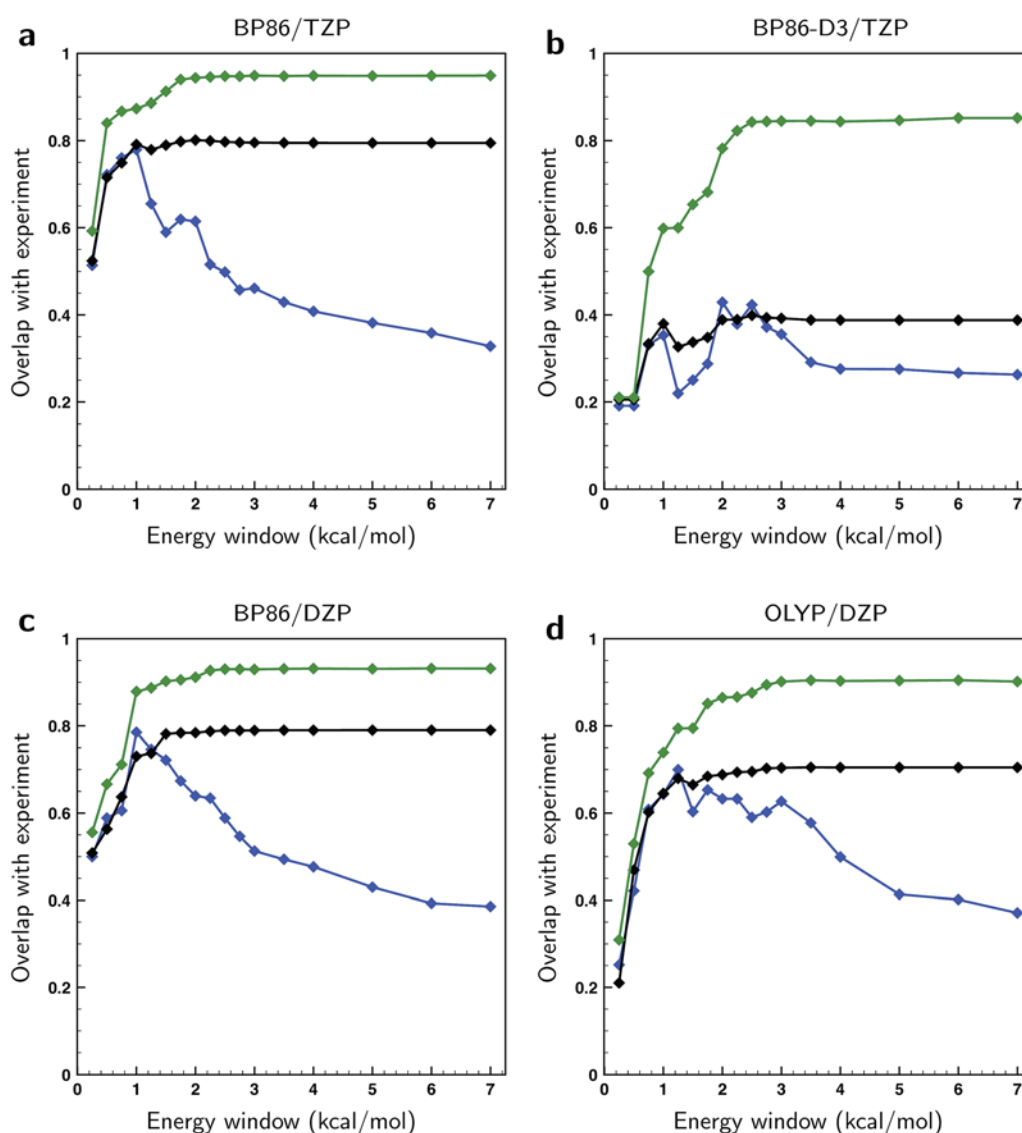 a BP86/TZP
1
0.8
0.6
0.4
0.2
0
Overlap with experiment
0 1 2 3 4 5 6 7
Energy window (kcal/mol)
b BP86-D3/TZP
1
0.8
0.6
0.4
0.2
0
Overlap with experiment
0 1 2 3 4 5 6 7
Energy window (kcal/mol)
c BP86/DZP
1
0.8
0.6
0.4
0.2
0
Overlap with experiment
0 1 2 3 4 5 6 7
Energy window (kcal/mol)
d OLYP/DZP
1
0.8
0.6
0.4
0.2
0
Overlap with experiment
0 1 2 3 4 5 6 7
Energy window (kcal/mol)